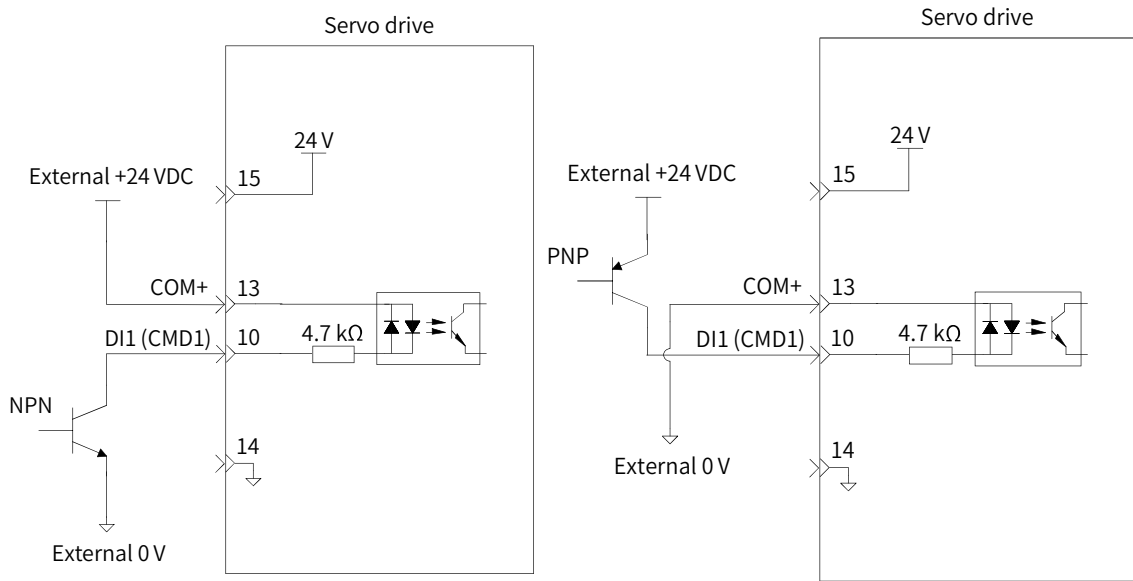 Servo drive
24 V
External +24 VDC
15
COM+
13
DI1 (CMD1)
10
4.7 kΩ
NPN
14
External 0 V
Servo drive
24 V
15
External +24 VDC
PNP
COM+
13
DI1 (CMD1)
10
4.7 kΩ
14
External 0 V